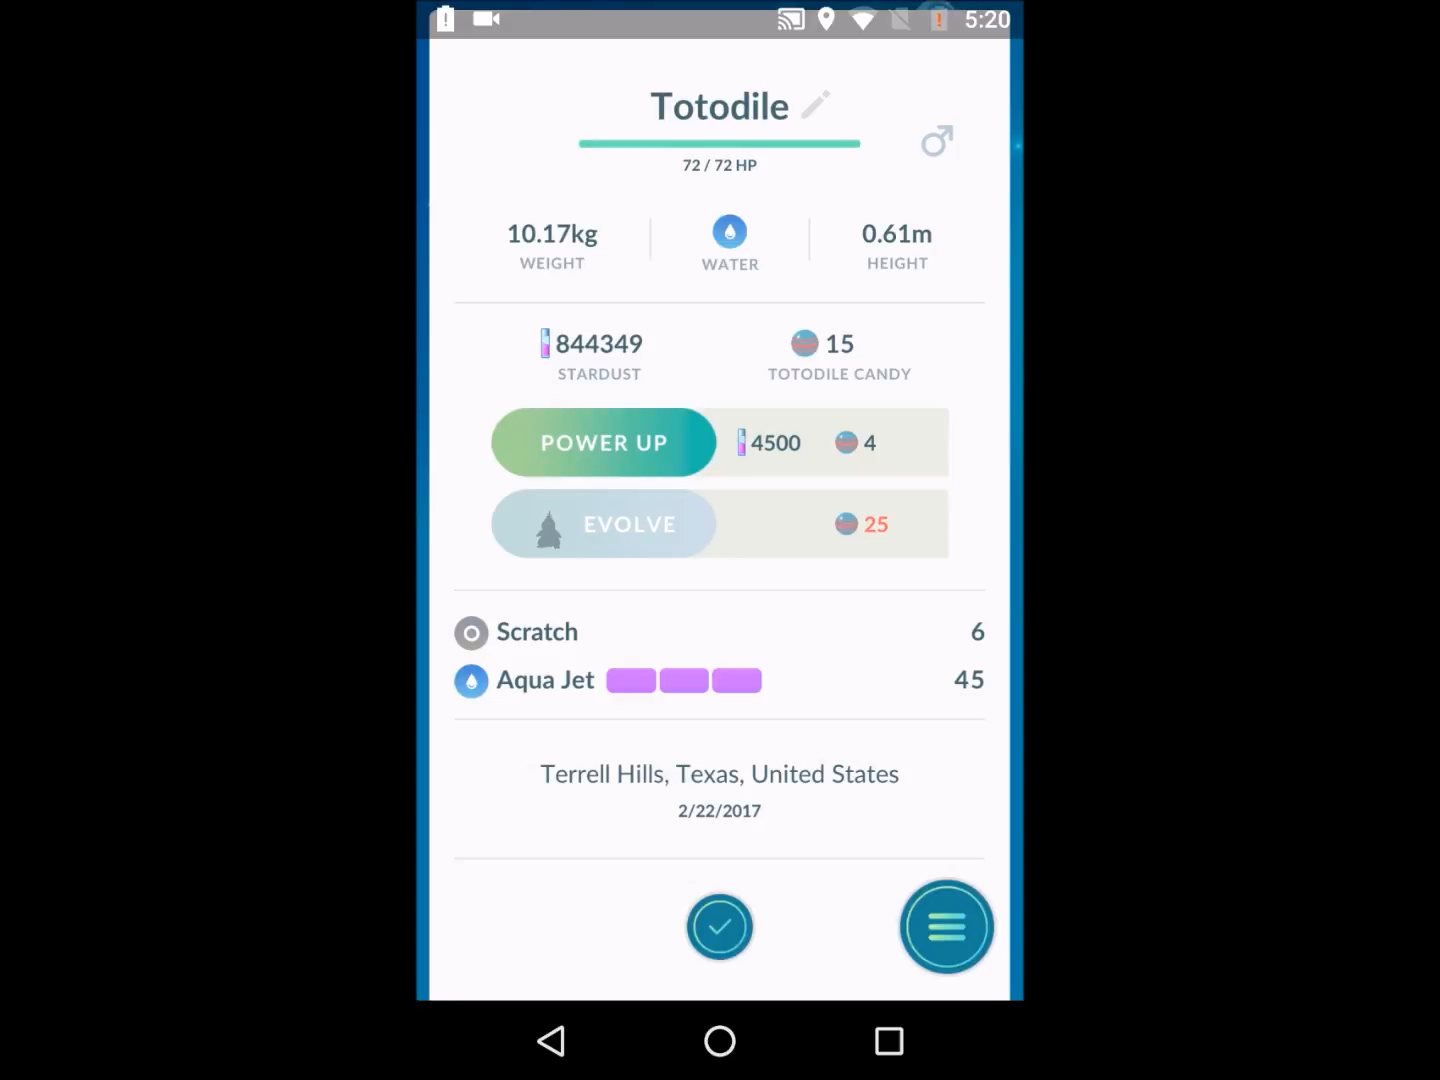 5:20
Totodile
72 / 72 HP
10.17kg
WEIGHT
WATER
0.61m
HEIGHT
844349
STARDUST
15
TOTODILE CANDY
POWER UP 4500 4
EVOLVE 25
Scratch 6
Aqua Jet 45
Terrell Hills, Texas, United States
2/22/2017